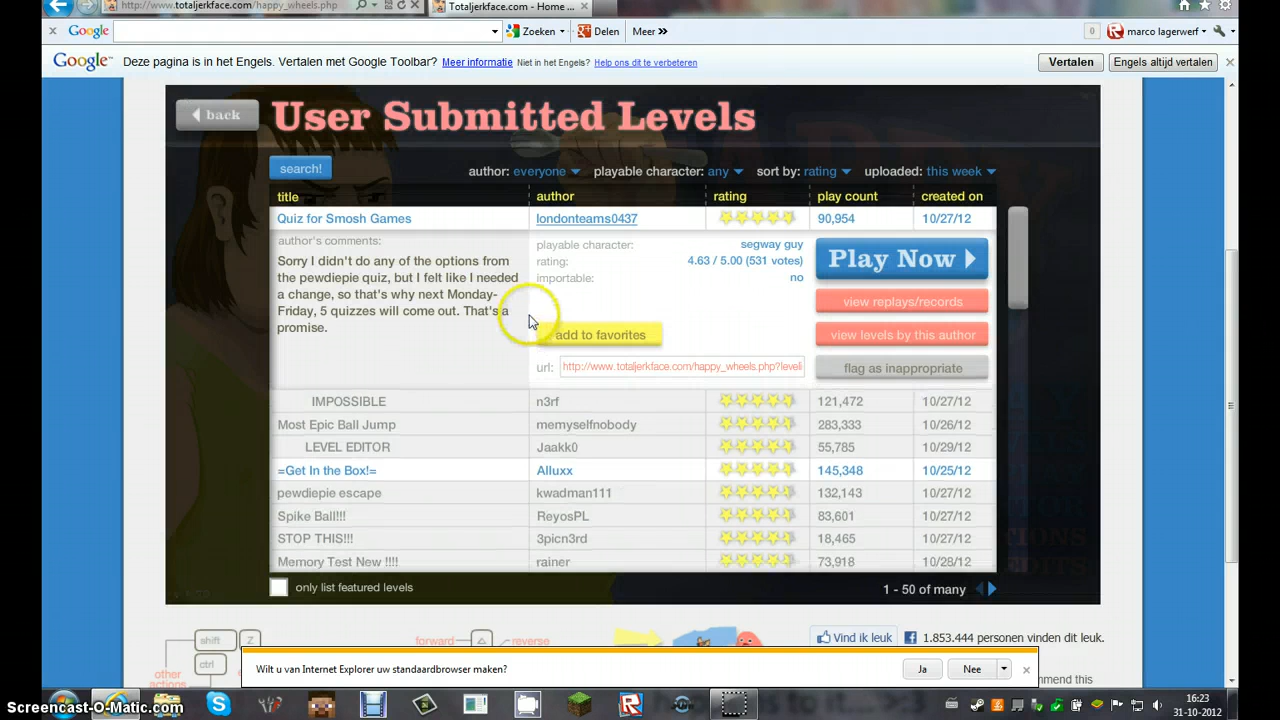 http://www.totaljerkface.com/happy_wheels.php
Totaljerkface.com - Home ...
Google
Zoeken
Delen
Meer »
0
marco lagerwerf
Google
Deze pagina is in het Engels. Vertalen met Google Toolbar?
Meer informatie
Niet in het Engels?
Help ons dit te verbeteren
Vertalen
Engels altijd vertalen
back
User Submitted Levels
search!
author: everyone
playable character: any
sort by: rating
uploaded: this week
title
author
rating
play count
created on
Quiz for Smosh Games
londonteams0437
90,954
10/27/12
author's comments:
Sorry I didn't do any of the options from
the pewdiepie quiz, but I felt like I needed
a change, so that's why next Monday-
Friday, 5 quizzes will come out. That's a
promise.
playable character: segway guy
rating: 4.63 / 5.00 (531 votes)
importable: no
add to favorites
url: http://www.totaljerkface.com/happy_wheels.php?leveli
Play Now
view replays/records
view levels by this author
flag as inappropriate
IMPOSSIBLE n3rf 121,472 10/27/12
Most Epic Ball Jump memyselfnobody 283,333 10/26/12
LEVEL EDITOR Jaakk0 55,785 10/29/12
=Get In the Box!= Alluxx 145,348 10/25/12
pewdiepie escape kwadman111 132,143 10/27/12
Spike Ball!!! ReyosPL 83,601 10/27/12
STOP THIS!!! 3picn3rd 18,465 10/27/12
Memory Test New !!!! rainer 73,918 10/28/12
only list featured levels
1 - 50 of many
shift
Z
ctrl
other
actions
forward
reverse
Vind ik leuk
1.853.444 personen vinden dit leuk.
mmend this
Wilt u van Internet Explorer uw standaardbrowser maken?
Ja
Nee
16:23
31-10-2012
Screencast-O-Matic.com